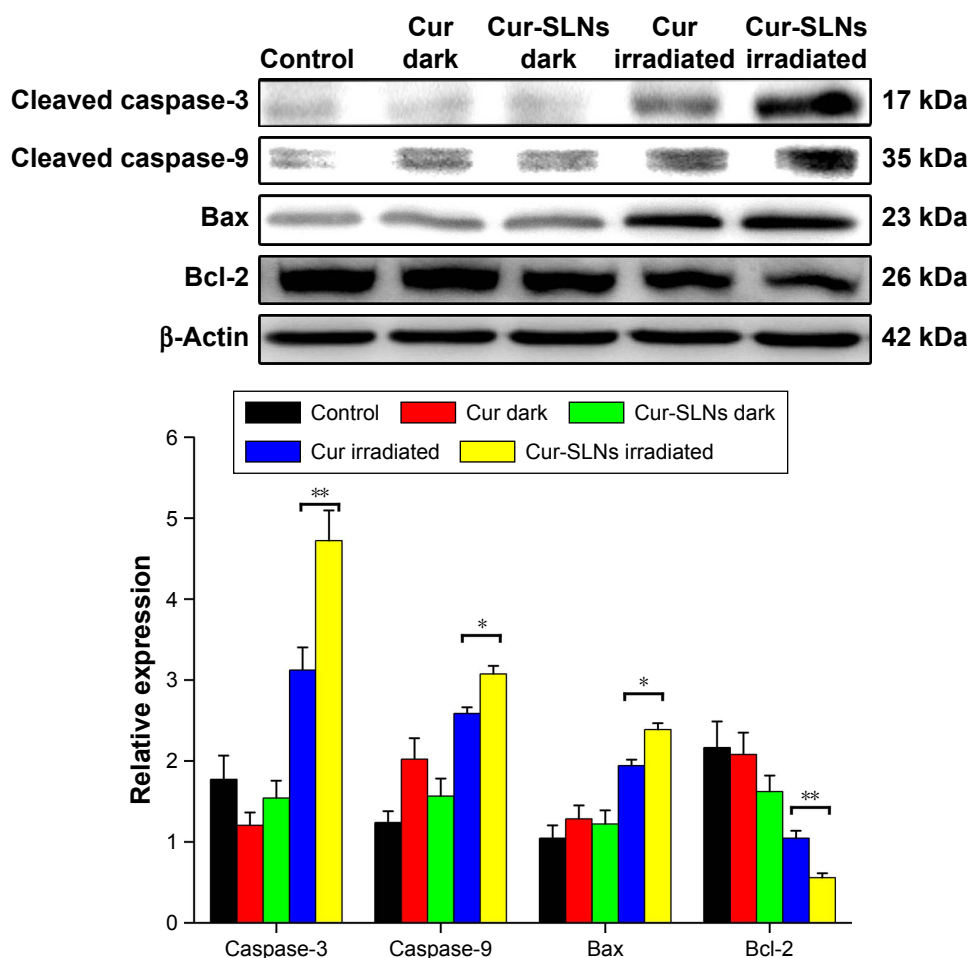 Control
Cur dark
Cur-SLNs dark
Cur irradiated
Cur-SLNs irradiated
Cleaved caspase-3 17 kDa
Cleaved caspase-9 35 kDa
Bax 23 kDa
Bcl-2 26 kDa
β-Actin 42 kDa
Control Cur dark Cur-SLNs dark
Cur irradiated Cur-SLNs irradiated
Relative expression
6
5
4
3
2
1
0
**
*
*
**
Caspase-3 Caspase-9 Bax Bcl-2